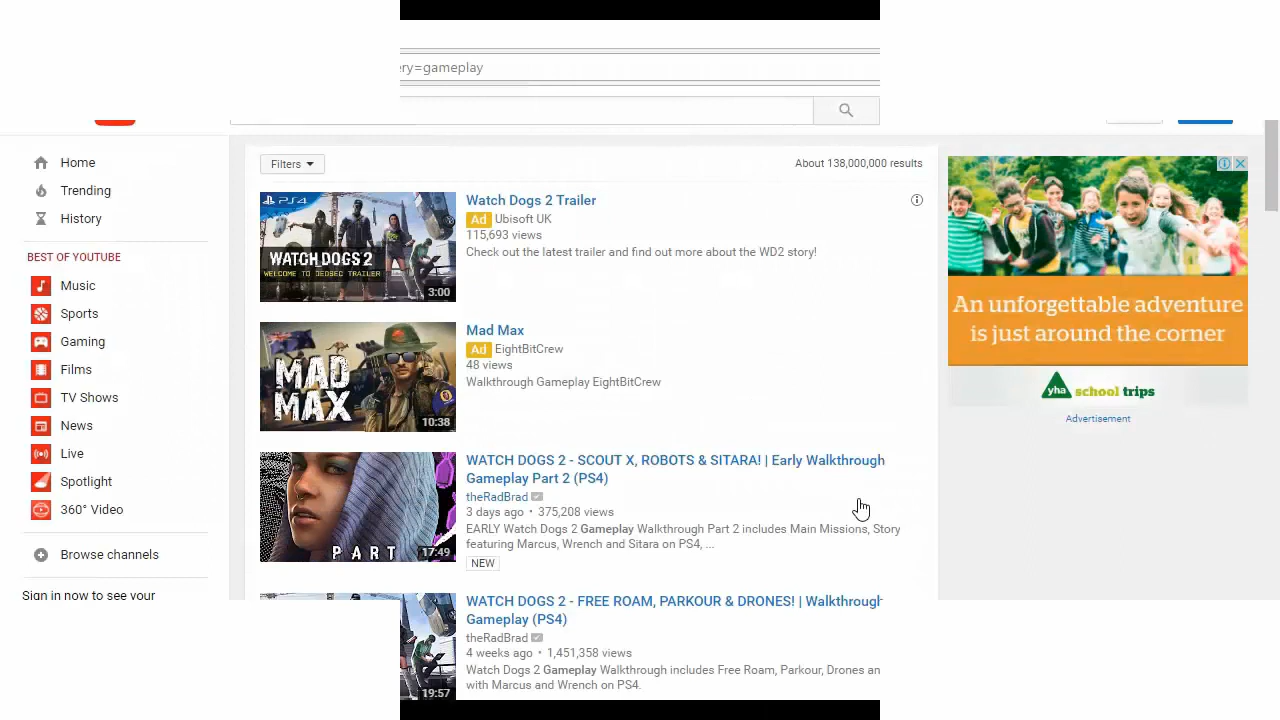 ery=gameplay
Filters
About 138,000,000 results
Home
Trending
History
BEST OF YOUTUBE
Music
Sports
Gaming
Films
TV Shows
News
Live
Spotlight
360° Video
Browse channels
Sign in now to see your
PS4
WATCH DOGS 2
WELCOME TO DEDSEC TRAILER
3:00
Watch Dogs 2 Trailer
Ad Ubisoft UK
115,693 views
Check out the latest trailer and find out more about the WD2 story!
MAD
MAX
10:38
Mad Max
Ad EightBitCrew
48 views
Walkthrough Gameplay EightBitCrew
PART
17:49
WATCH DOGS 2 - SCOUT X, ROBOTS & SITARA! | Early Walkthrough
Gameplay Part 2 (PS4)
theRadBrad
3 days ago • 375,208 views
EARLY Watch Dogs 2 Gameplay Walkthrough Part 2 includes Main Missions, Story
featuring Marcus, Wrench and Sitara on PS4, ...
NEW
19:57
WATCH DOGS 2 - FREE ROAM, PARKOUR & DRONES! | Walkthrough
Gameplay (PS4)
theRadBrad
4 weeks ago • 1,451,358 views
Watch Dogs 2 Gameplay Walkthrough includes Free Roam, Parkour, Drones an
with Marcus and Wrench on PS4.
An unforgettable adventure
is just around the corner
yha school trips
Advertisement